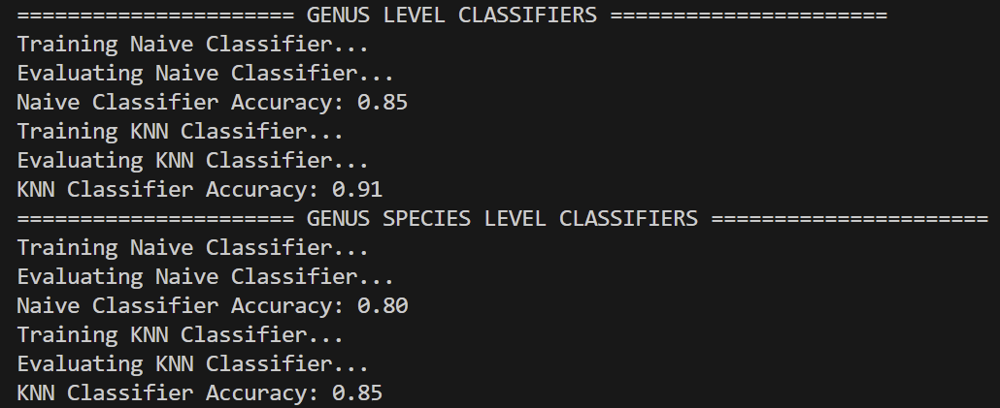 ====================== GENUS LEVEL CLASSIFIERS ======================
Training Naive Classifier...
Evaluating Naive Classifier...
Naive Classifier Accuracy: 0.85
Training KNN Classifier...
Evaluating KNN Classifier...
KNN Classifier Accuracy: 0.91
====================== GENUS SPECIES LEVEL CLASSIFIERS ======================
Training Naive Classifier...
Evaluating Naive Classifier...
Naive Classifier Accuracy: 0.80
Training KNN Classifier...
Evaluating KNN Classifier...
KNN Classifier Accuracy: 0.85